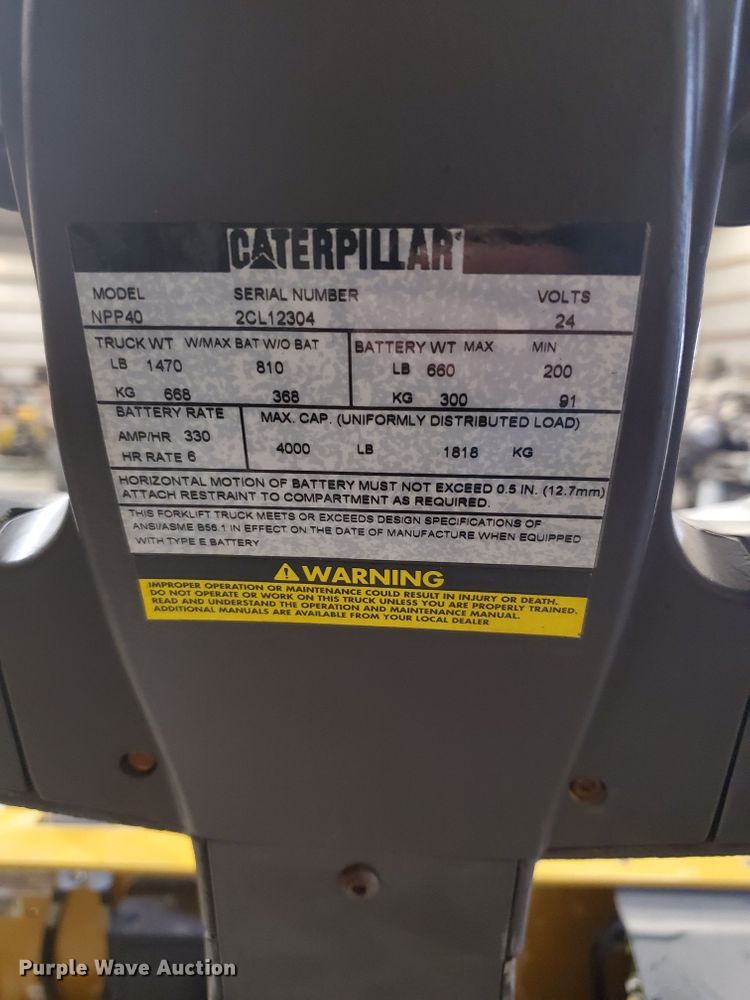 CATERPILLAR
MODEL SERIAL NUMBER VOLTS
NPP40 2CL12304 24
TRUCK WT W/MAX BAT W/O BAT BATTERY WT MAX MIN
LB 1470 810 LB 660 200
KG 668 368 KG 300 91
BATTERY RATE MAX. CAP. (UNIFORMLY DISTRIBUTED LOAD)
AMP/HR 330 4000 LB 1818 KG
HR RATE 6
HORIZONTAL MOTION OF BATTERY MUST NOT EXCEED 0.5 IN. (12.7mm)
ATTACH RESTRAINT TO COMPARTMENT AS REQUIRED.
THIS FORKLIFT TRUCK MEETS OR EXCEEDS DESIGN SPECIFICATIONS OF
ANSI/ASME B56.1 IN EFFECT ON THE DATE OF MANUFACTURE WHEN EQUIPPED
WITH TYPE E BATTERY
WARNING
IMPROPER OPERATION OR MAINTENANCE COULD RESULT IN INJURY OR DEATH.
DO NOT OPERATE OR WORK ON THIS TRUCK UNLESS YOU ARE PROPERLY TRAINED.
READ AND UNDERSTAND THE OPERATION AND MAINTENANCE MANUAL.
ADDITIONAL MANUALS ARE AVAILABLE FROM YOUR LOCAL DEALER
Purple Wave Auction